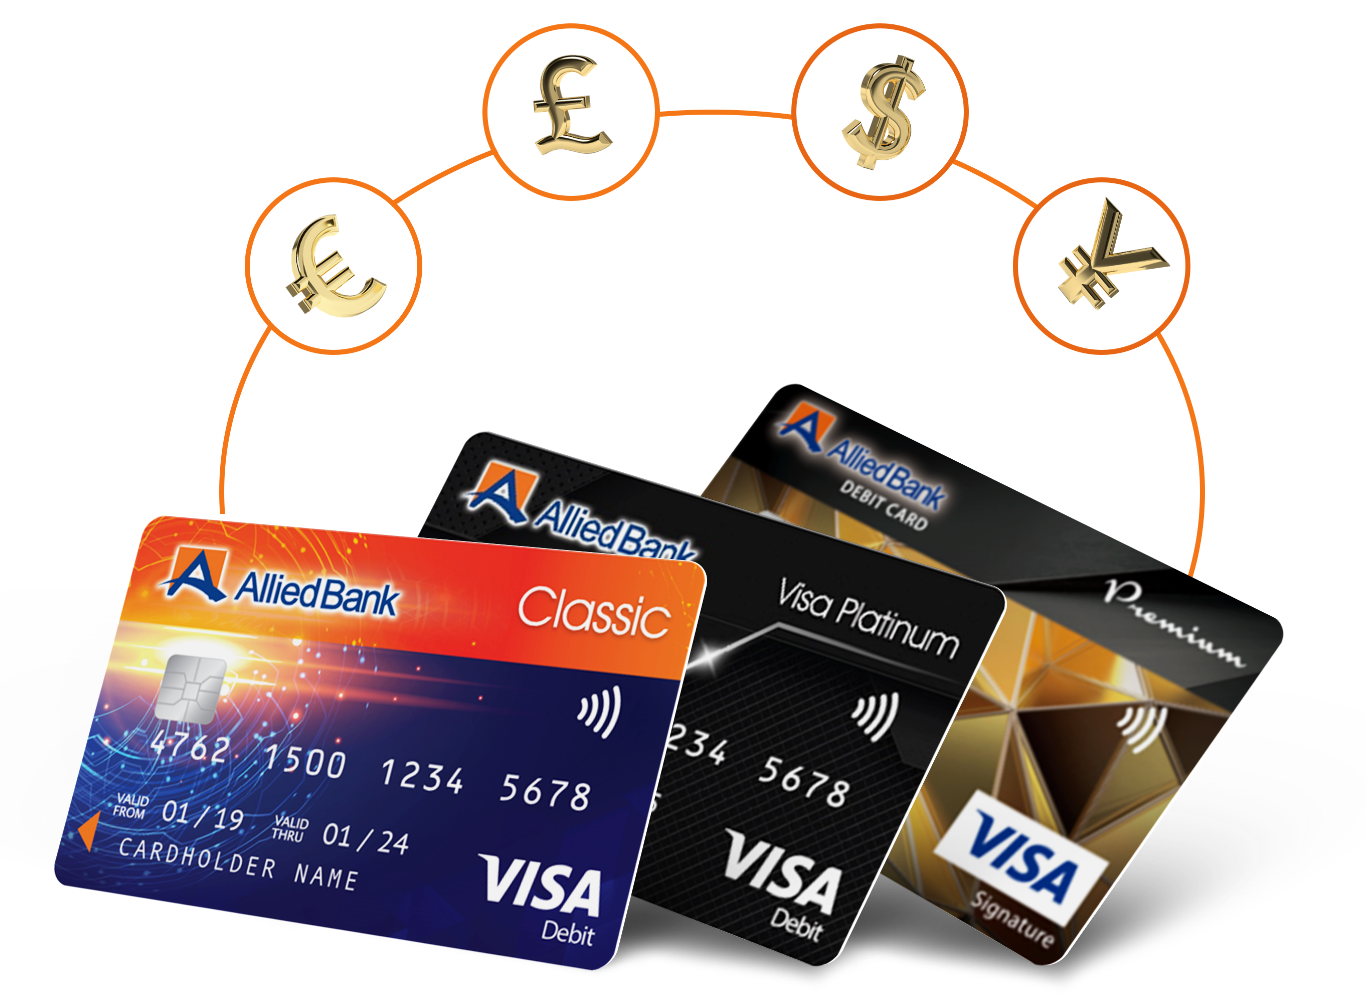 €
£
$
¥
AlliedBank
Classic
4762 1500 1234 5678
VALID FROM 01/19 VALID THRU 01/24
CARDHOLDER NAME
VISA
Debit
AlliedBank
Visa Platinum
234 5678
VISA
Debit
AlliedBank
DEBIT CARD
Premium
VISA
Signature